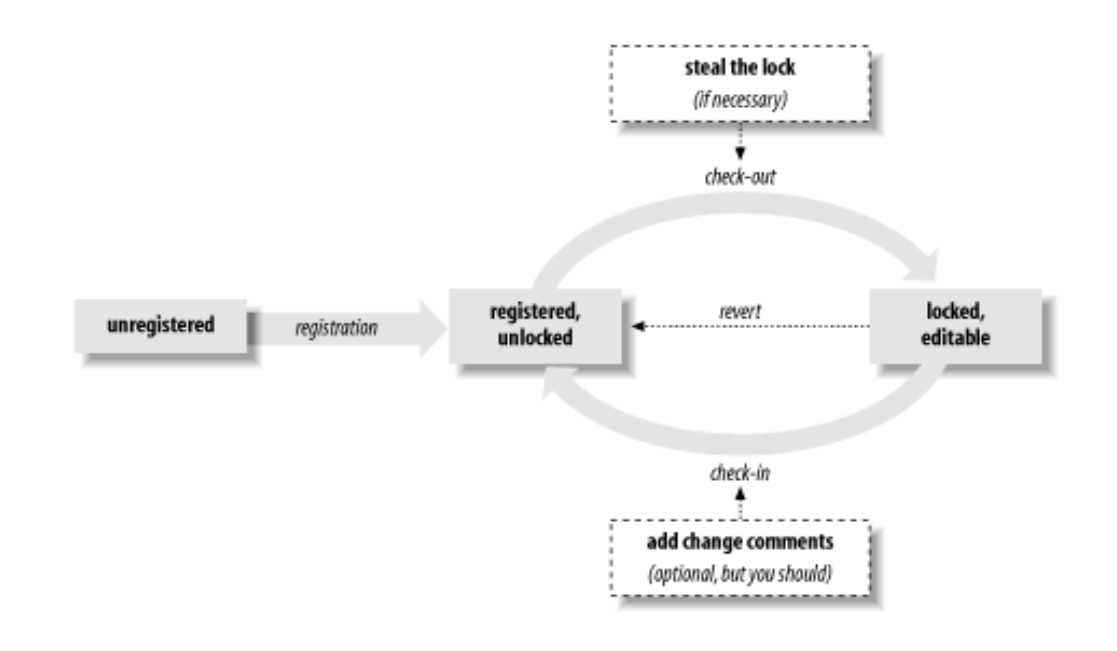 steal the lock
(if necessary)
check-out
unregistered
registration
registered,
unlocked
revert
locked,
editable
check-in
add change comments
(optional, but you should)